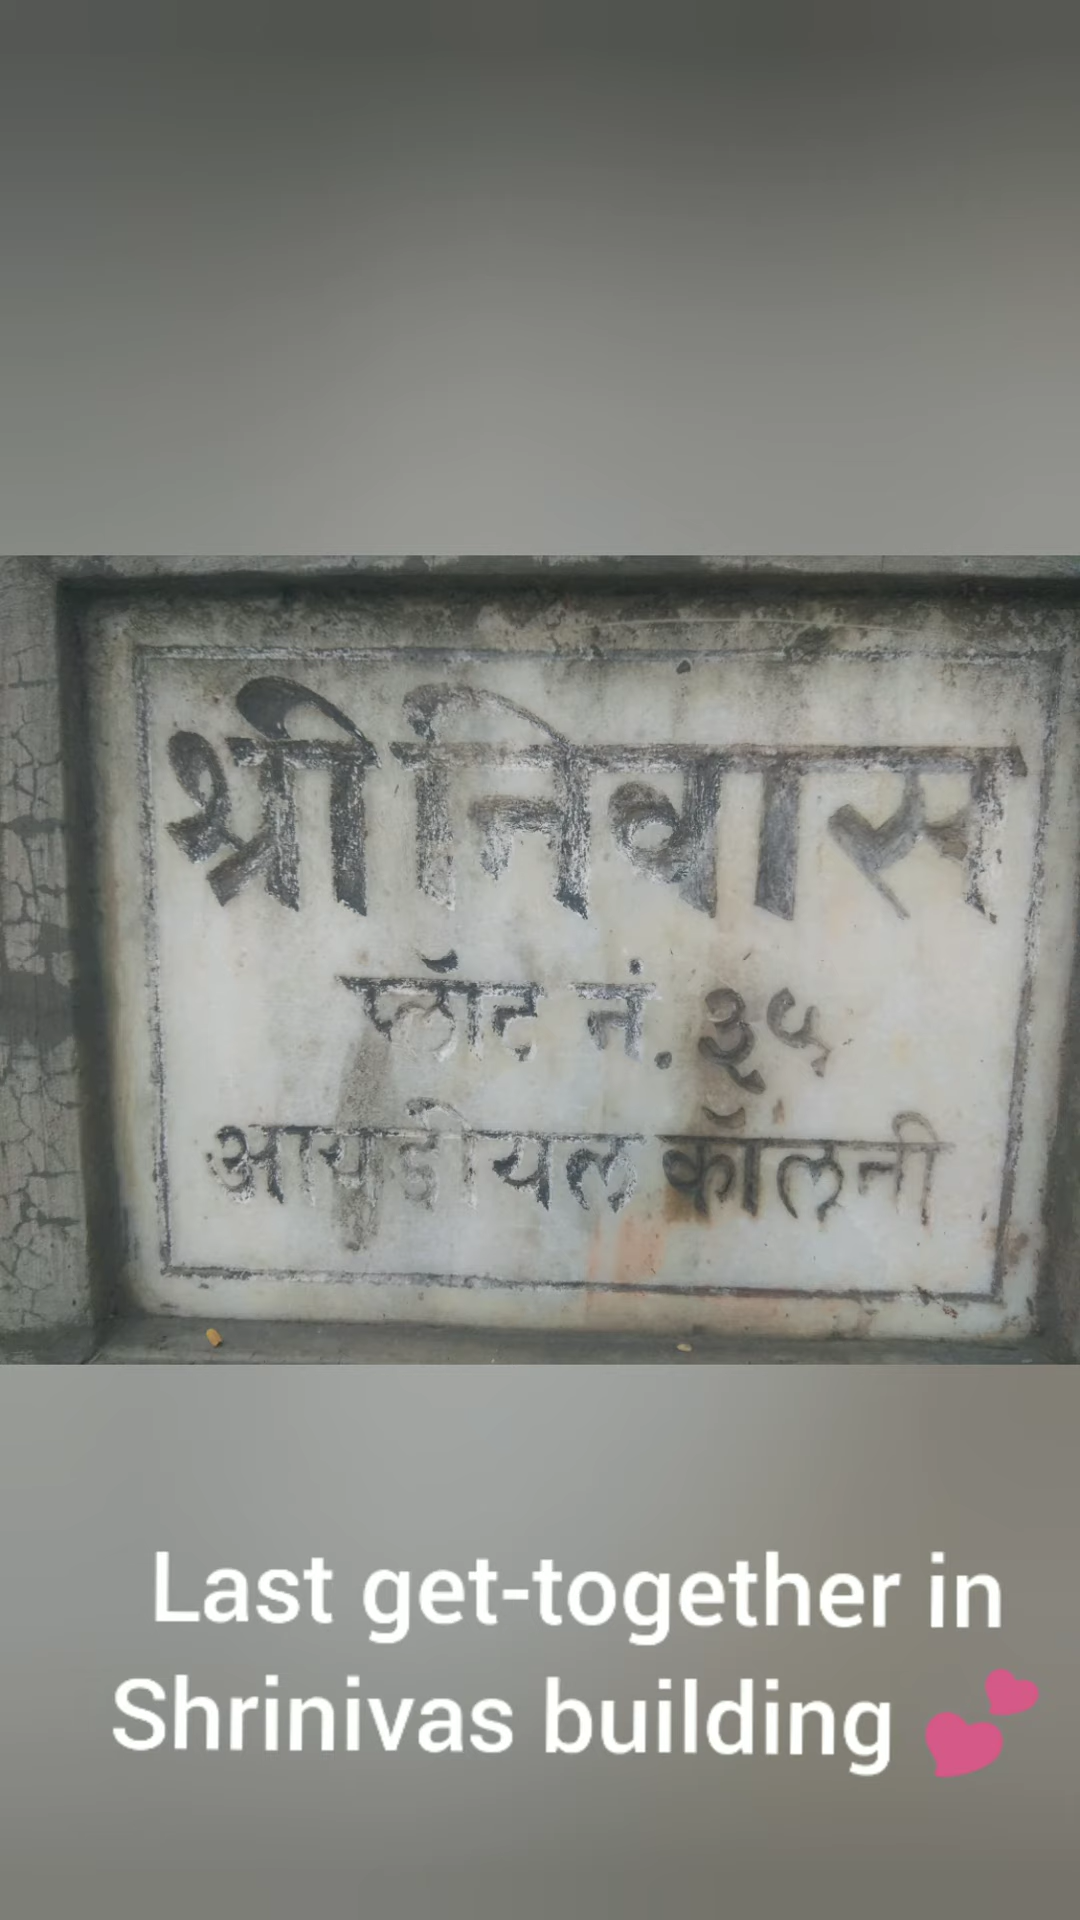 श्रीनिवास
प्लॉट नं. ३५
आयडीयल कॉलनी
Last get-together in
Shrinivas building 💕